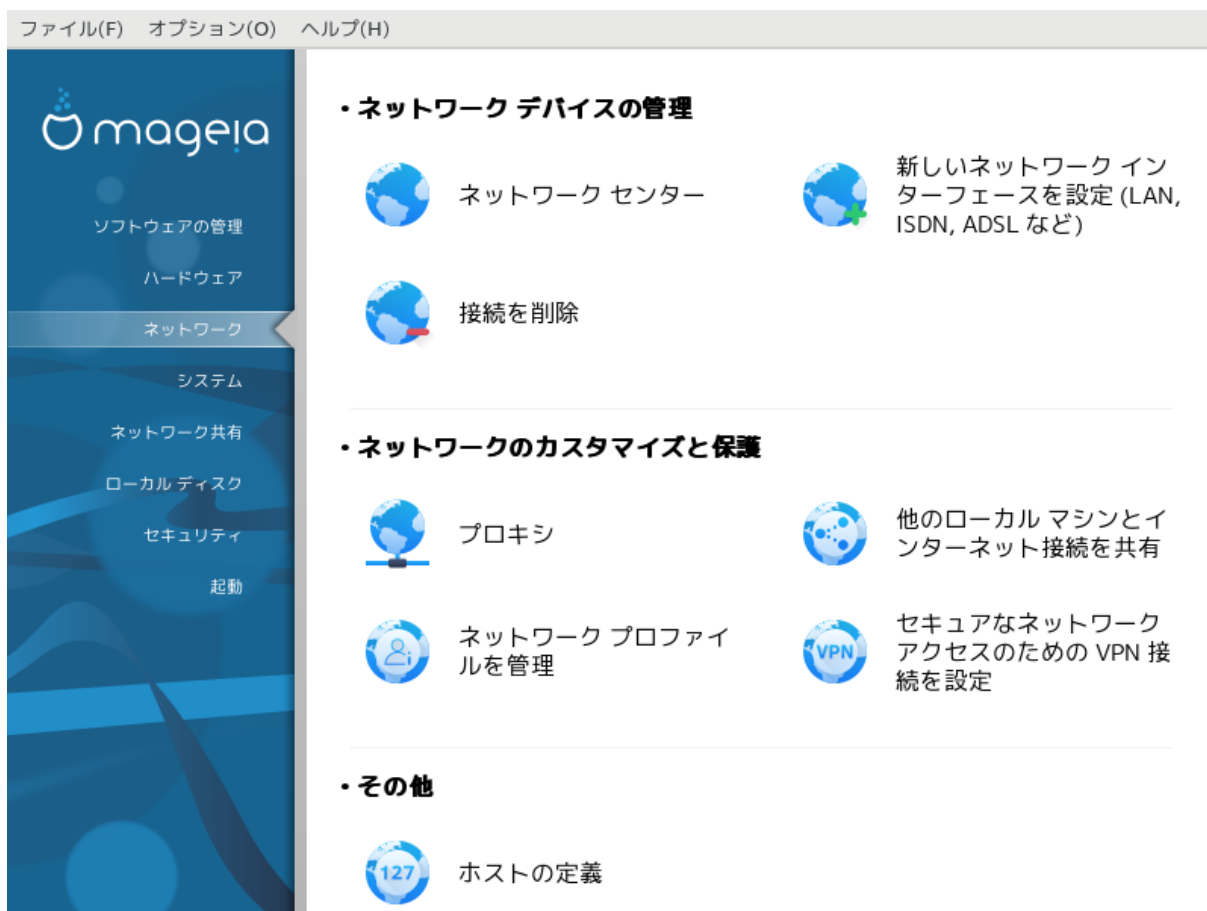 ファイル(F) オプション(O) ヘルプ(H)
mageia
ソフトウェアの管理
ハードウェア
ネットワーク
システム
ネットワーク共有
ローカル ディスク
セキュリティ
起動
・ネットワーク デバイスの管理
ネットワーク センター
新しいネットワーク イン
ターフェースを設定 (LAN,
ISDN, ADSL など)
接続を削除
・ネットワークのカスタマイズと保護
プロキシ
他のローカル マシンとイ
ンターネット接続を共有
ネットワーク プロファイ
ルを管理
VPN
セキュアなネットワーク
アクセスのための VPN 接
続を設定
・その他
127
ホストの定義